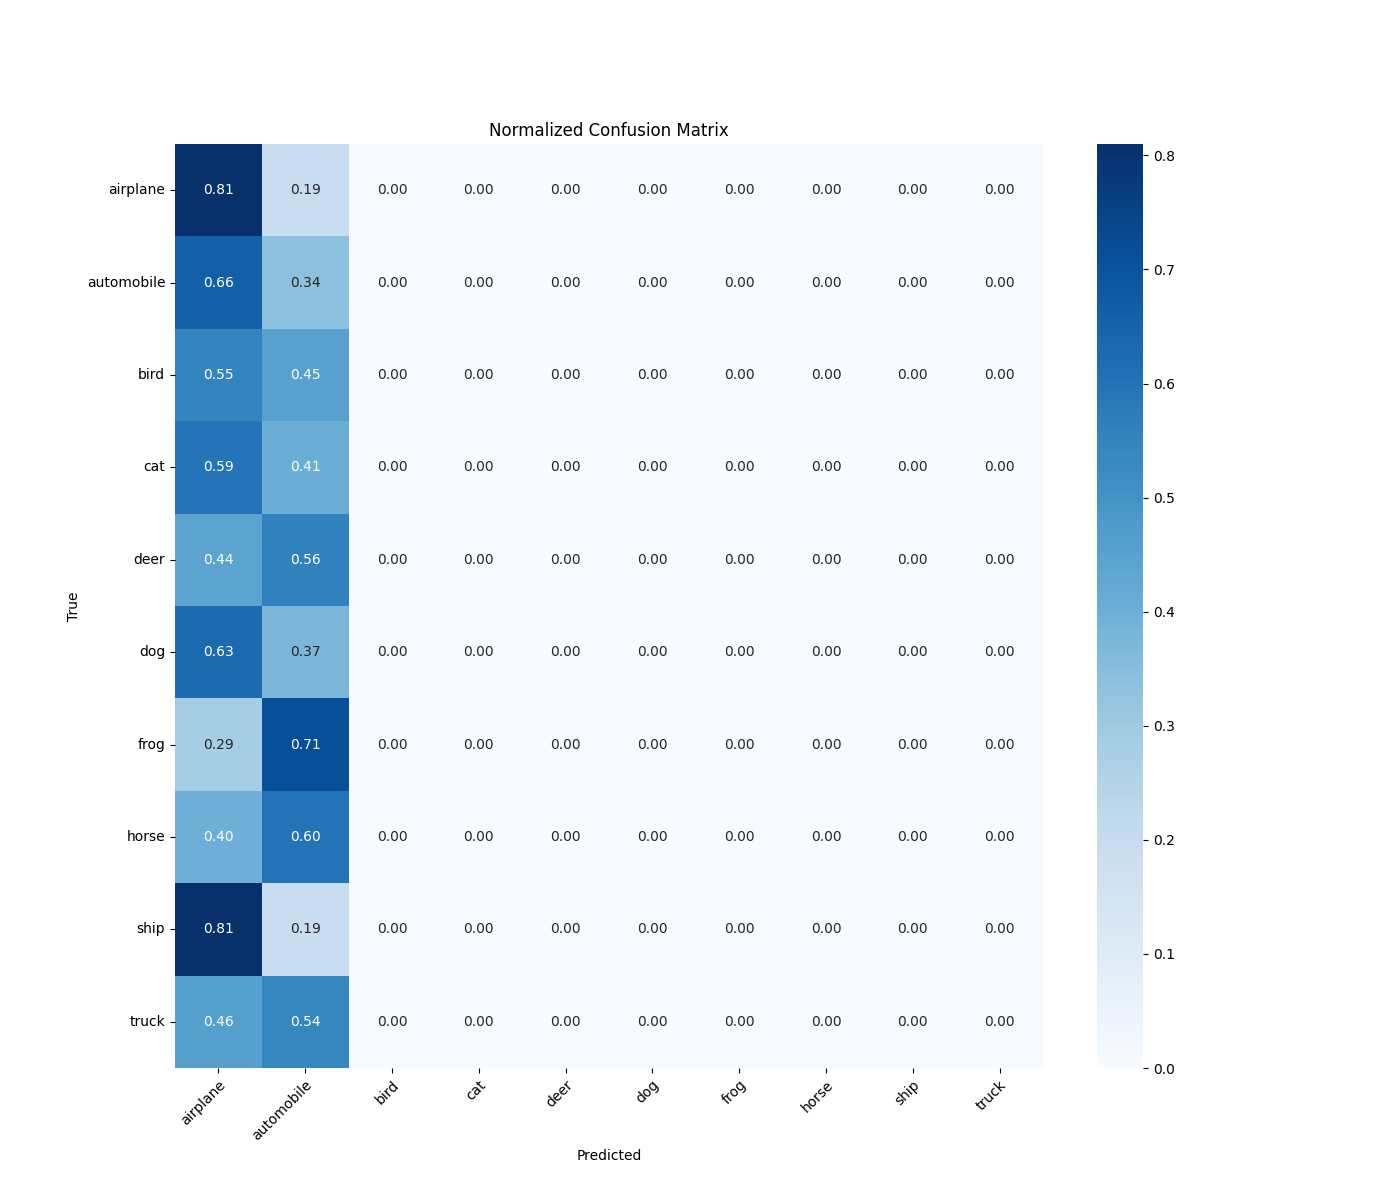 Normalized Confusion Matrix
airplane 0.81 0.19 0.00 0.00 0.00 0.00 0.00 0.00 0.00 0.00
automobile 0.66 0.34 0.00 0.00 0.00 0.00 0.00 0.00 0.00 0.00
bird 0.55 0.45 0.00 0.00 0.00 0.00 0.00 0.00 0.00 0.00
cat 0.59 0.41 0.00 0.00 0.00 0.00 0.00 0.00 0.00 0.00
deer 0.44 0.56 0.00 0.00 0.00 0.00 0.00 0.00 0.00 0.00
dog 0.63 0.37 0.00 0.00 0.00 0.00 0.00 0.00 0.00 0.00
frog 0.29 0.71 0.00 0.00 0.00 0.00 0.00 0.00 0.00 0.00
horse 0.40 0.60 0.00 0.00 0.00 0.00 0.00 0.00 0.00 0.00
ship 0.81 0.19 0.00 0.00 0.00 0.00 0.00 0.00 0.00 0.00
truck 0.46 0.54 0.00 0.00 0.00 0.00 0.00 0.00 0.00 0.00
True
airplane automobile bird cat deer dog frog horse ship truck
Predicted
0.8
0.7
0.6
0.5
0.4
0.3
0.2
0.1
0.0